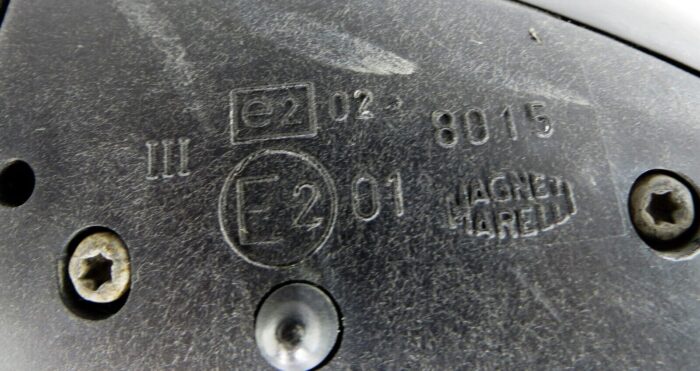 e2 02 8015
III
E2 01
MAGNETI
MARELLI